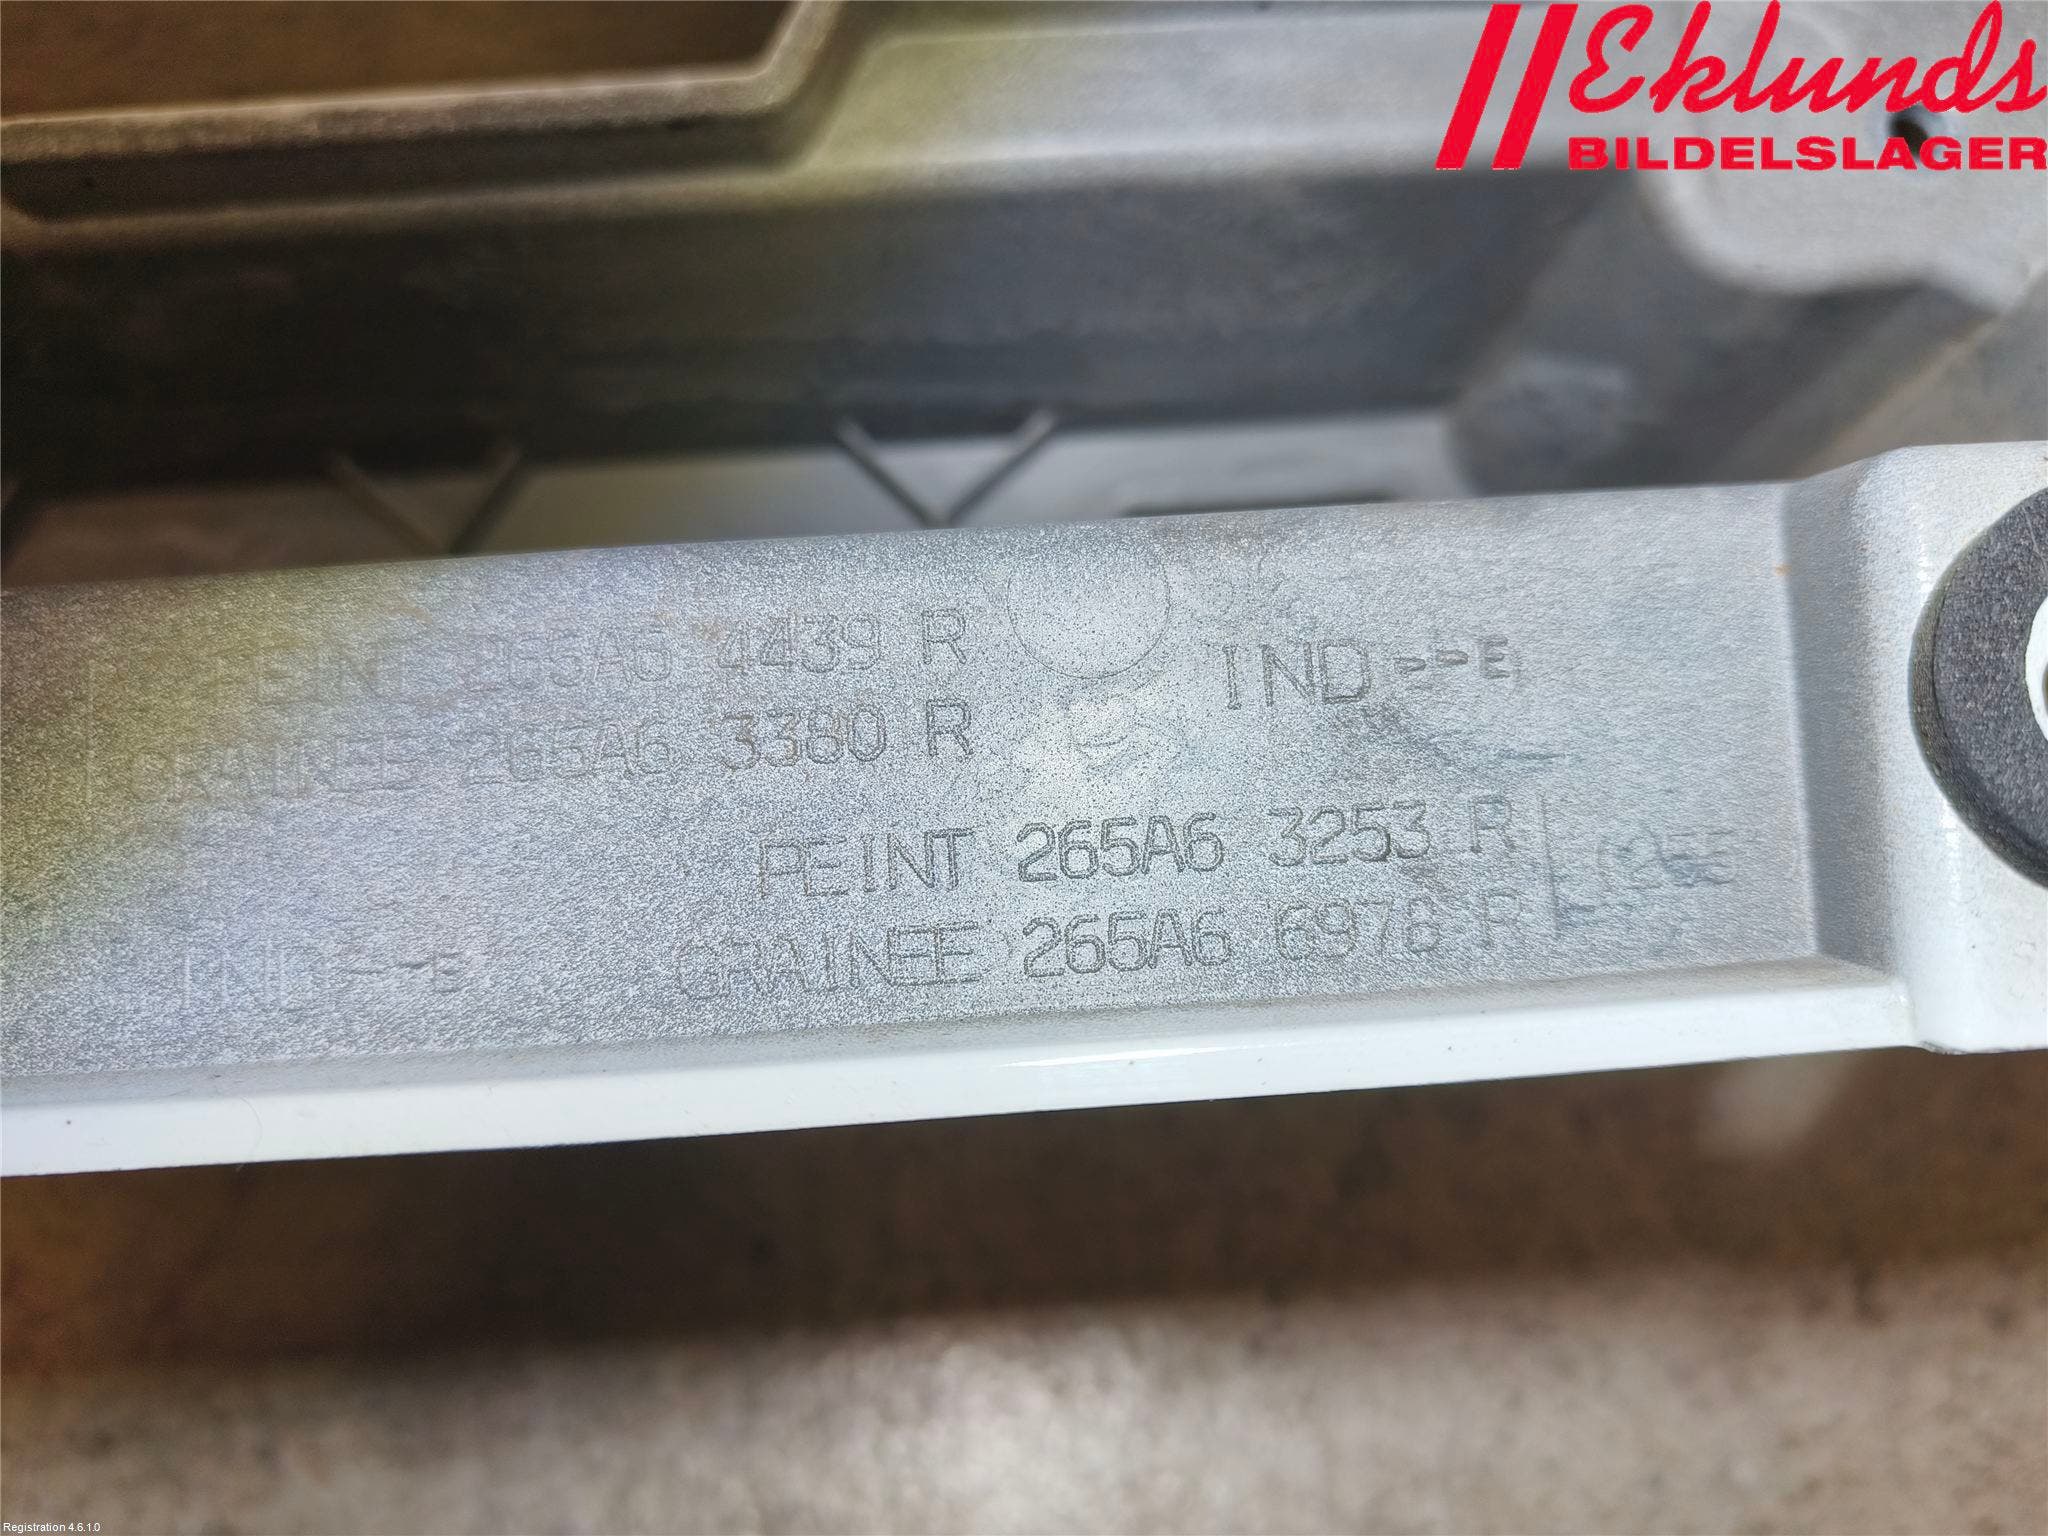 Eklunds
BILDELSLAGER
PEINT 265A6 4439 R
GRAINEE 265A6 3380 R
IND--E
PEINT 265A6 3253 R
GRAINEE 265A6 6978 R
IND--E
Registration 4.6.1.0